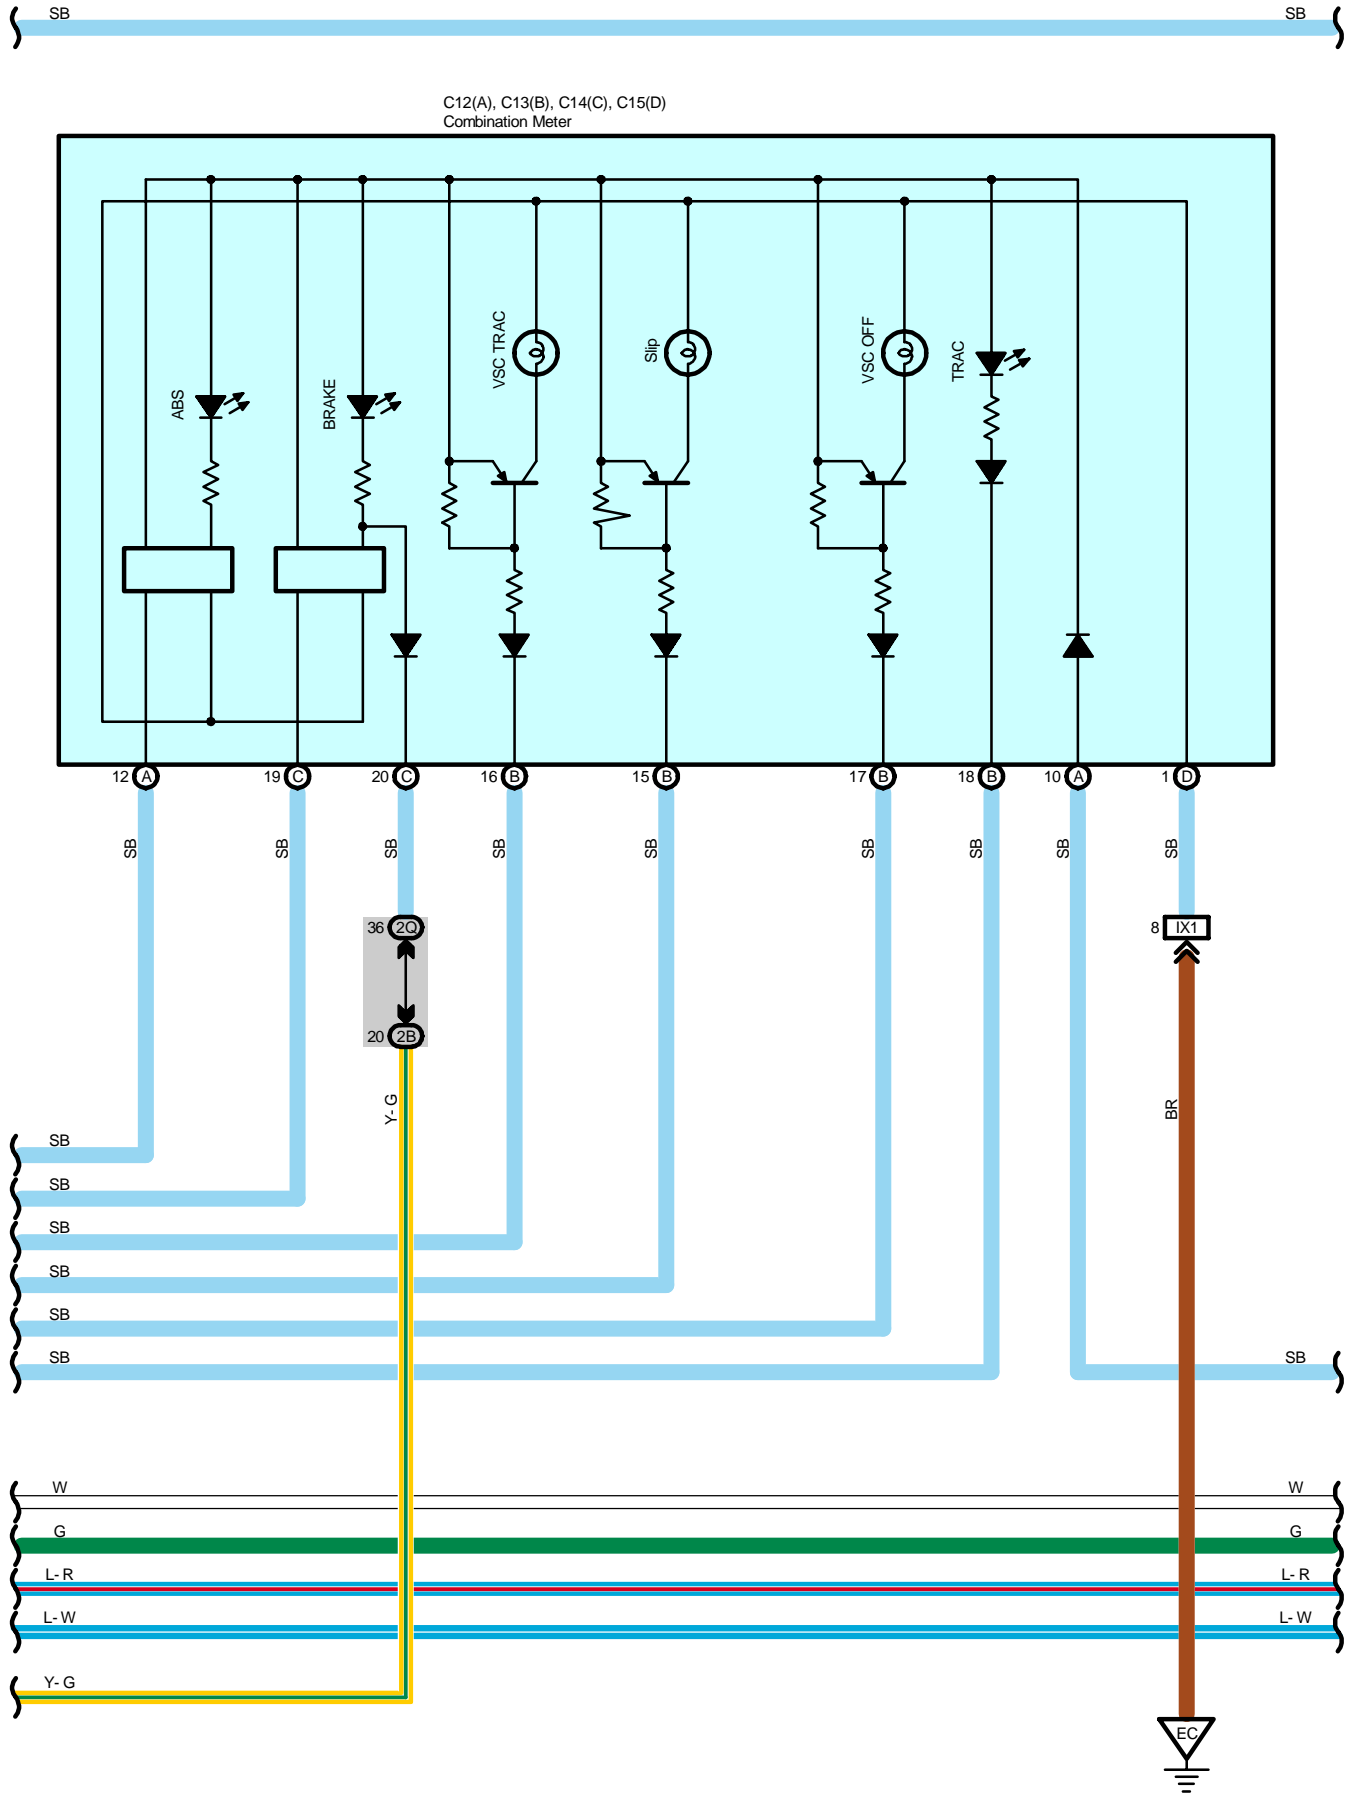 SB SB
C12(A), C13(B), C14(C), C15(D)
Combination Meter
ABS
BRAKE
VSC TRAC
Slip
VSC OFF
TRAC
12 A 19 C 20 C 16 B 15 B 17 B 18 B 10 A 1 D
SB SB SB SB SB SB SB SB SB
36 2Q 8 IX1
20 2B
Y-G BR
SB
SB
SB
SB
SB
SB SB
W W
G G
L-R L-R
L-W L-W
Y-G
EC